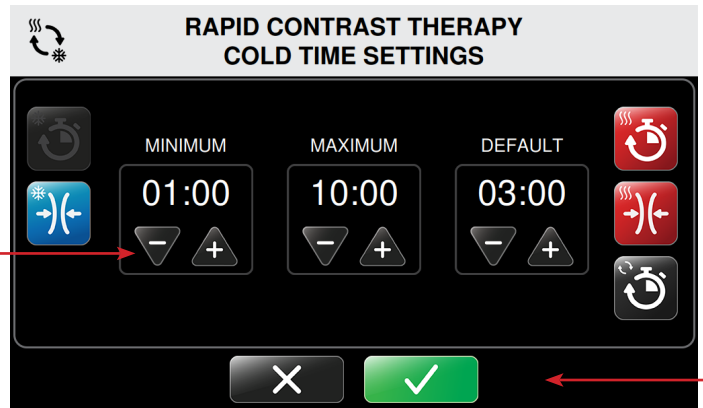 RAPID CONTRAST THERAPY
COLD TIME SETTINGS
MINIMUM MAXIMUM DEFAULT
01:00 10:00 03:00